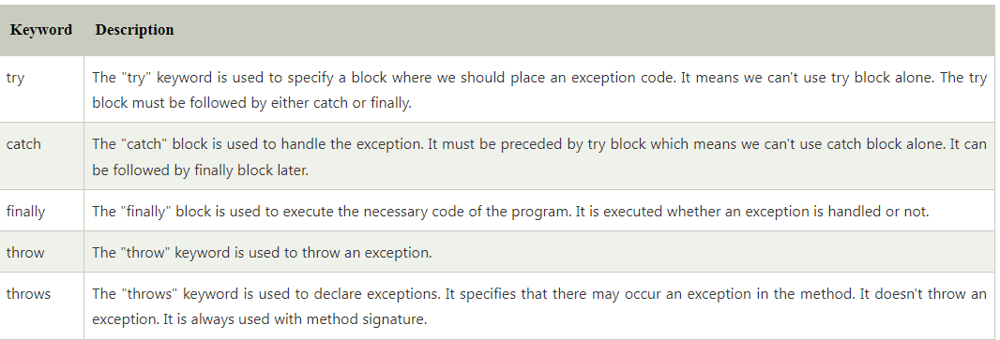 Keyword Description
try The "try" keyword is used to specify a block where we should place an exception code. It means we can't use try block alone. The try
block must be followed by either catch or finally.
catch The "catch" block is used to handle the exception. It must be preceded by try block which means we can't use catch block alone. It can
be followed by finally block later.
finally The "finally" block is used to execute the necessary code of the program. It is executed whether an exception is handled or not.
throw The "throw" keyword is used to throw an exception.
throws The "throws" keyword is used to declare exceptions. It specifies that there may occur an exception in the method. It doesn't throw an
exception. It is always used with method signature.